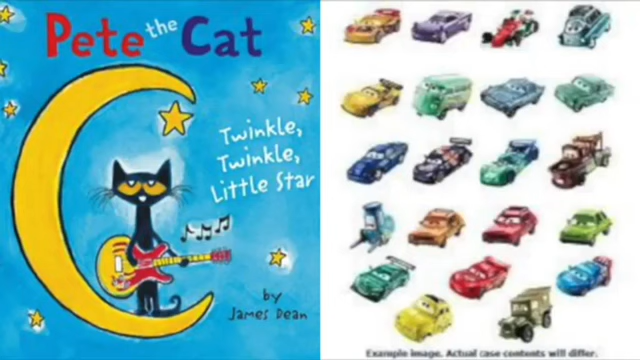 Pete the Cat
Twinkle,
Twinkle,
Little Star
by
James Dean
Example image. Actual case contents will differ.